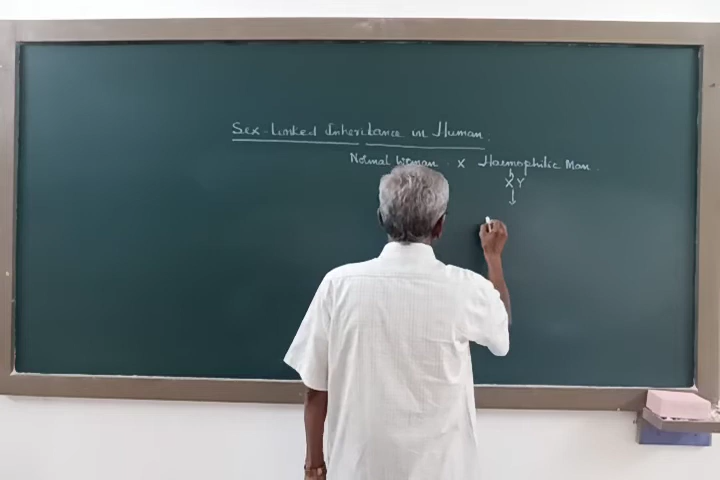 Sex-Linked Inheritance in Human.
Normal Woman. X Haemophilic Man.
h
XY
↓